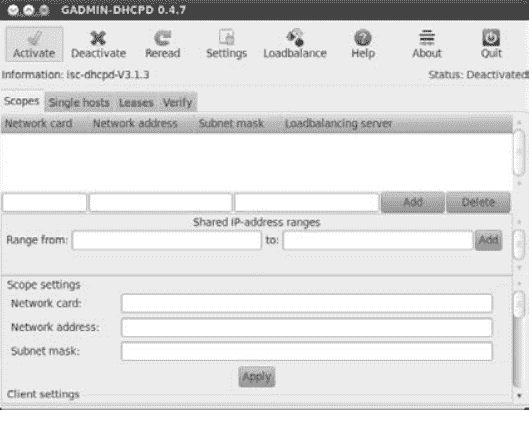 GADMIN-DHCPD 0.4.7
Activate Deactivate Reread Settings Loadbalance Help About Quit
Information: isc-dhcpd-V3.1.3 Status: Deactivated
Scopes Single hosts Leases Verify
Network card Network address Subnet mask Loadbalancing server
Add Delete
Shared IP-address ranges
Range from: to: Add
Scope settings
Network card:
Network address:
Subnet mask:
Apply
Client settings